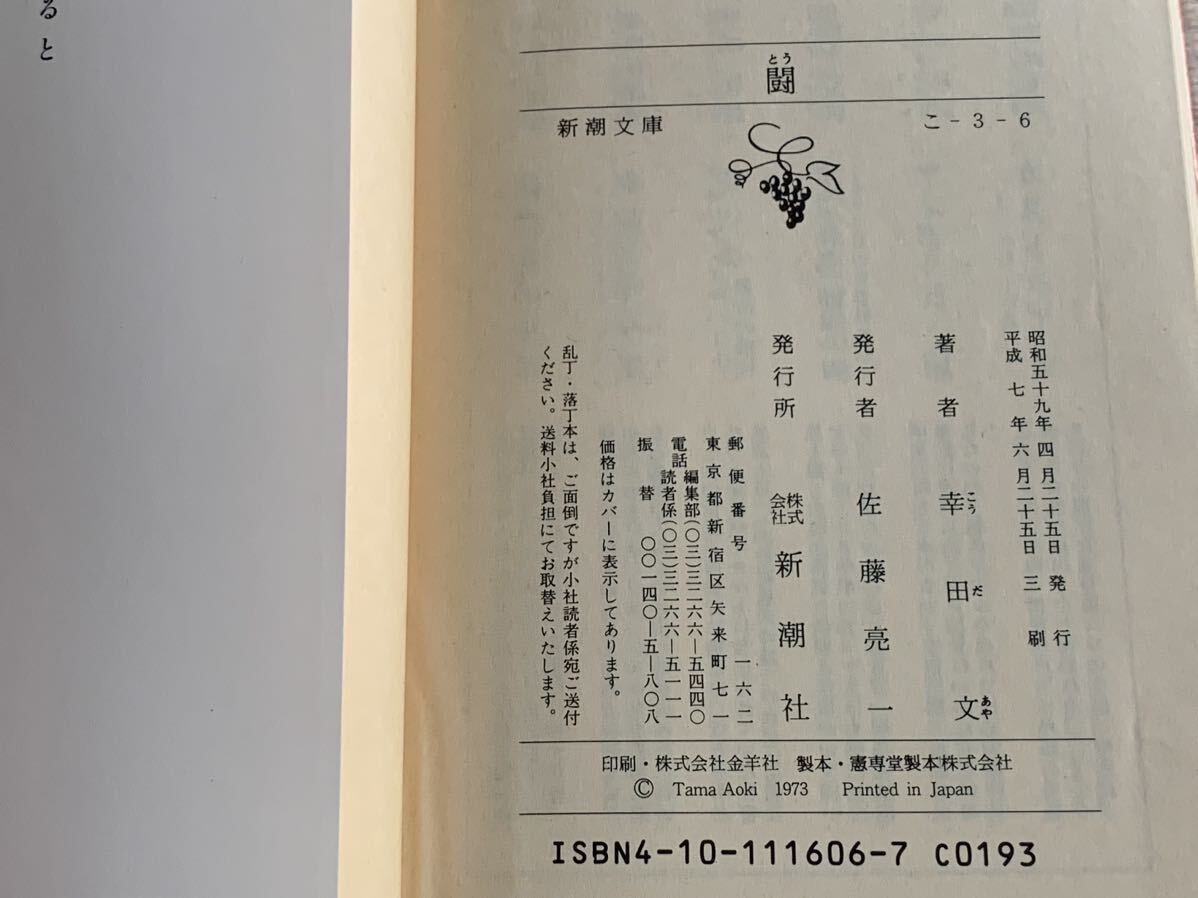 とう
闘
新潮文庫
こ-3-6
昭和五十九年四月二十五日発行
平成七年六月二十五日三刷
著者 幸田文
こうだ あや
発行者 佐藤亮一
発行所 株式会社 新潮社
郵便番号 一六二
東京都新宿区矢来町七一
電話 編集部(〇三)三二六六―五四四〇
読者係(〇三)三二六六―五一一一
振替 〇〇一四〇―五―八〇八
価格はカバーに表示してあります。
乱丁・落丁本は、ご面倒ですが小社読者係宛ご送付
ください。送料小社負担にてお取替えいたします。
印刷・株式会社金羊社 製本・憲専堂製本株式会社
© Tama Aoki 1973 Printed in Japan
ISBN4-10-111606-7 C0193
ると